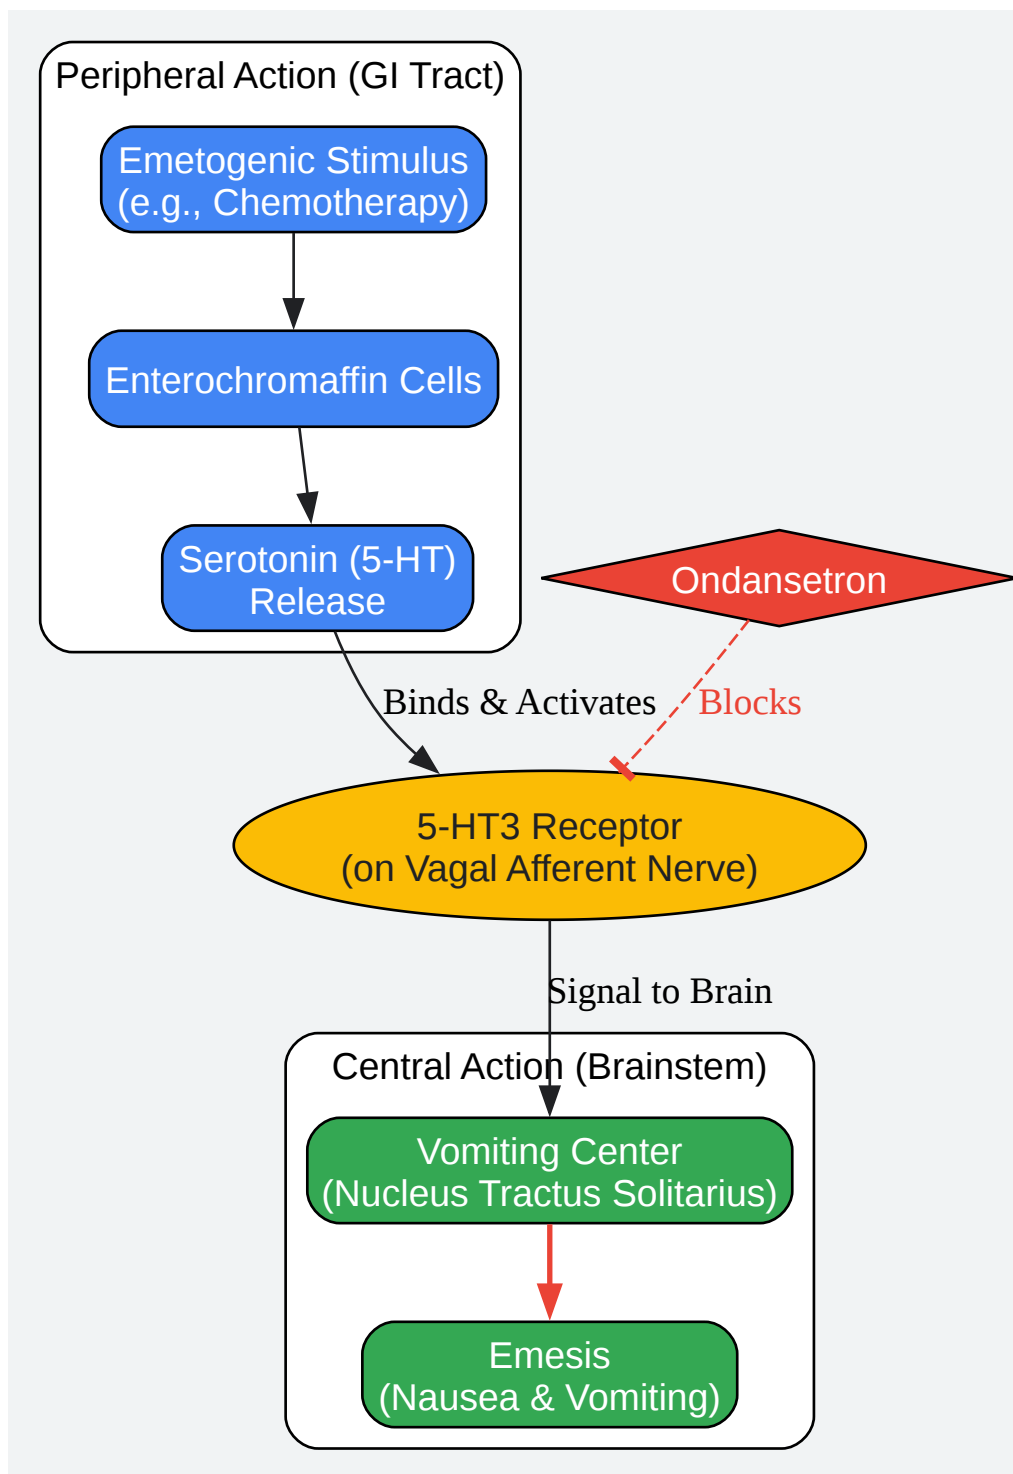 Peripheral Action (GI Tract)
Emetogenic Stimulus
(e.g., Chemotherapy)
Enterochromaffin Cells
Serotonin (5-HT)
Release
Ondansetron
Binds & Activates
Blocks
5-HT3 Receptor
(on Vagal Afferent Nerve)
Signal to Brain
Central Action (Brainstem)
Vomiting Center
(Nucleus Tractus Solitarius)
Emesis
(Nausea & Vomiting)